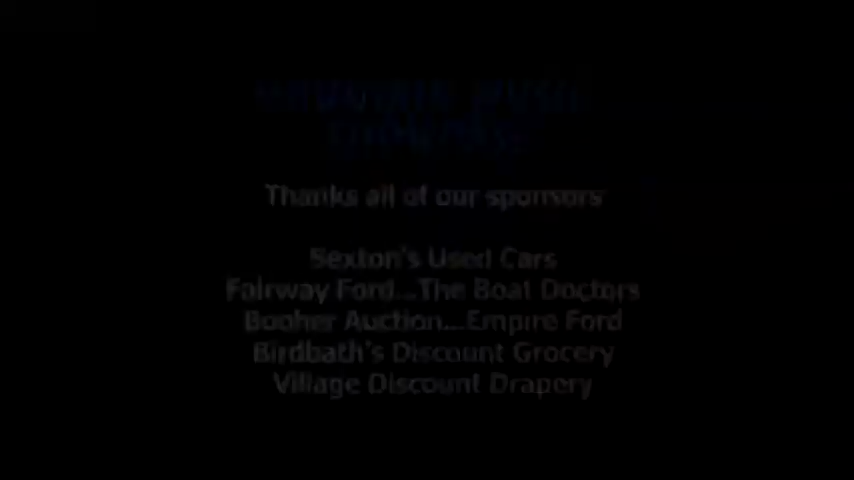 Thanks all of our sponsors
Sexton's Used Cars
Fairway Ford...The Boat Doctors
Booher Auction...Empire Ford
Birdbath's Discount Grocery
Village Discount Drapery